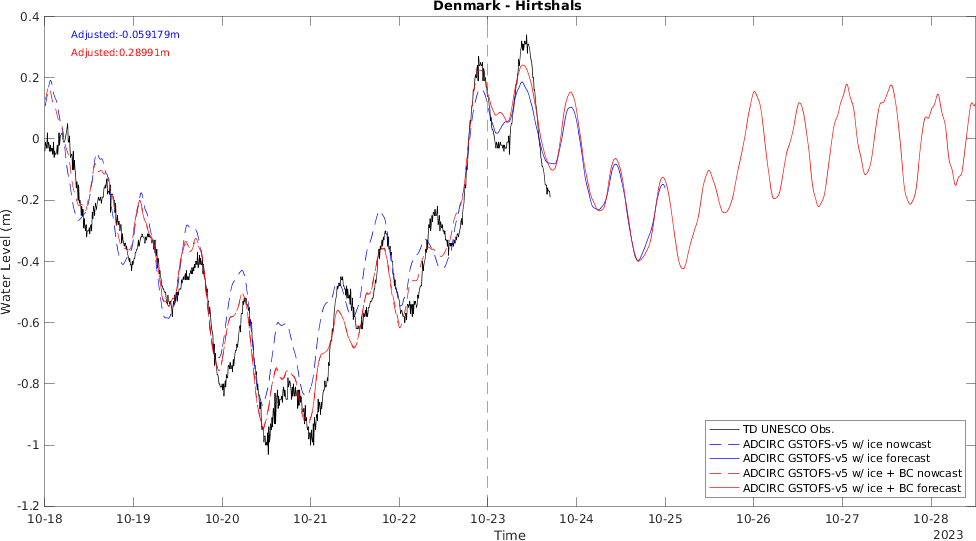 Denmark - Hirtshals
Adjusted:-0.059179m
Adjusted:0.28991m
0.4
0.2
0
-0.2
-0.4
-0.6
-0.8
-1
-1.2
Water Level (m)
TD UNESCO Obs.
ADCIRC GSTOFS-v5 w/ ice nowcast
ADCIRC GSTOFS-v5 w/ ice forecast
ADCIRC GSTOFS-v5 w/ ice + BC nowcast
ADCIRC GSTOFS-v5 w/ ice + BC forecast
10-18 10-19 10-20 10-21 10-22 10-23 10-24 10-25 10-26 10-27 10-28
Time
2023